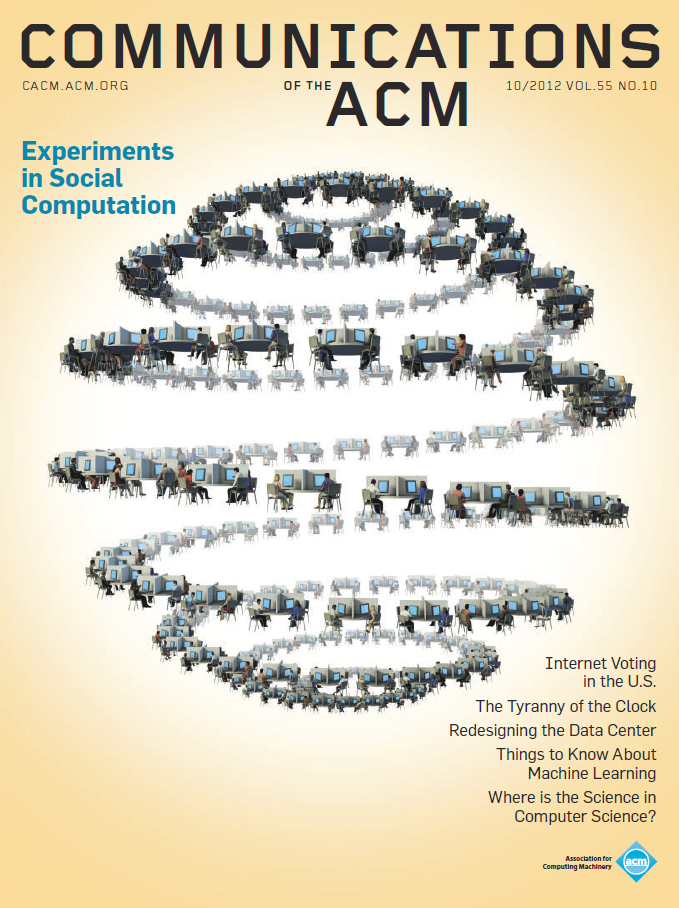 COMMUNICATIONS
CACM.ACM.ORG OF THE ACM 10/2012 VOL.55 NO.10
Experiments
in Social
Computation
Internet Voting
in the U.S.
The Tyranny of the Clock
Redesigning the Data Center
Things to Know About
Machine Learning
Where is the Science in
Computer Science?
Association for
Computing Machinery
acm